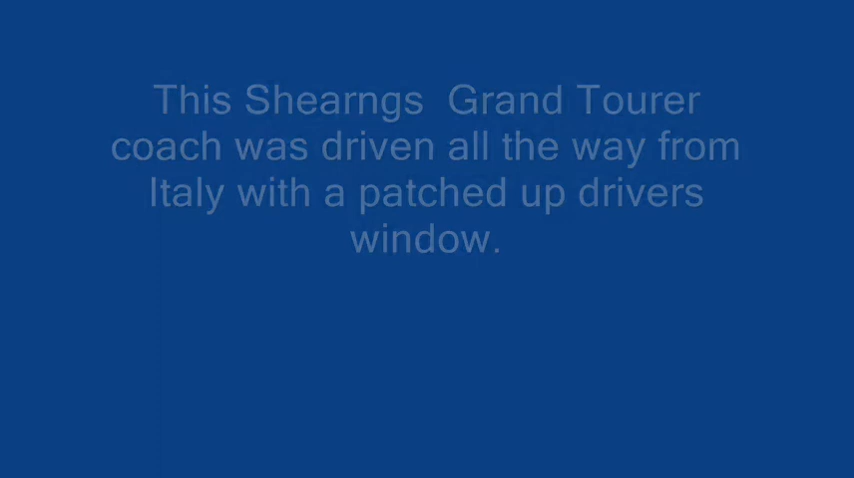 This Shearngs  Grand Tourer
coach was driven all the way from
Italy with a patched up drivers
window.